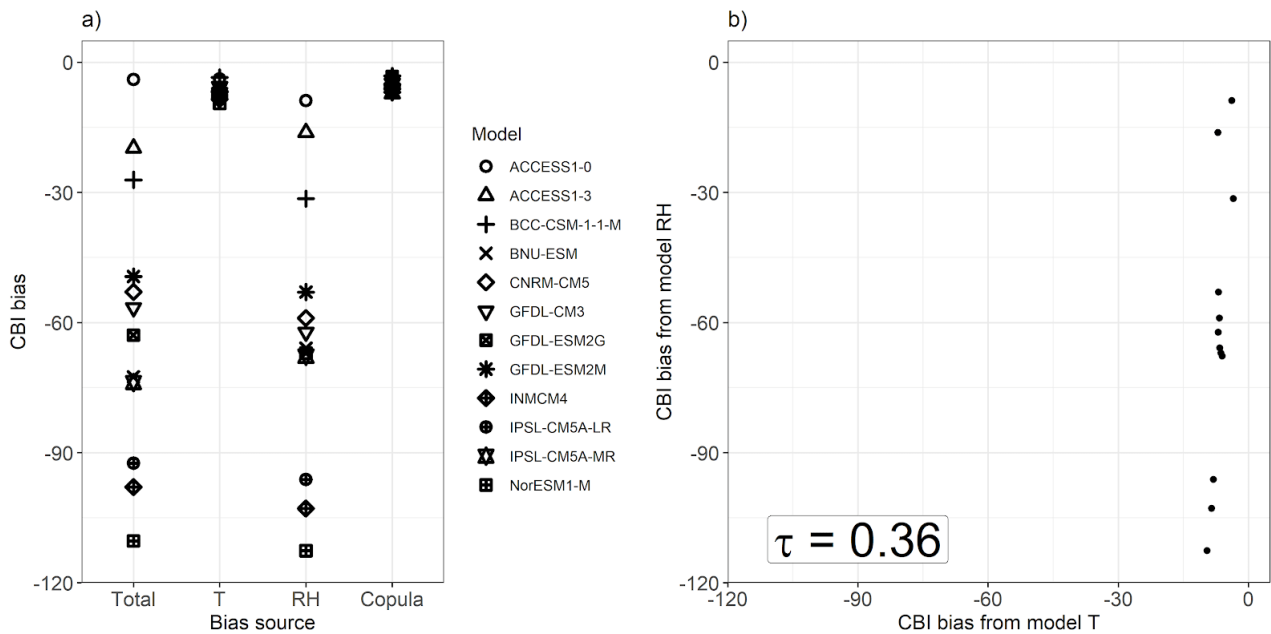 a)
0
-30
-60
-90
-120
CBI bias
Total T RH Copula
Bias source
Model
ACCESS1-0
ACCESS1-3
BCC-CSM-1-1-M
BNU-ESM
CNRM-CM5
GFDL-CM3
GFDL-ESM2G
GFDL-ESM2M
INMCM4
IPSL-CM5A-LR
IPSL-CM5A-MR
NorESM1-M
b)
0
-30
-60
-90
-120
CBI bias from model RH
τ = 0.36
-120 -90 -60 -30 0
CBI bias from model T